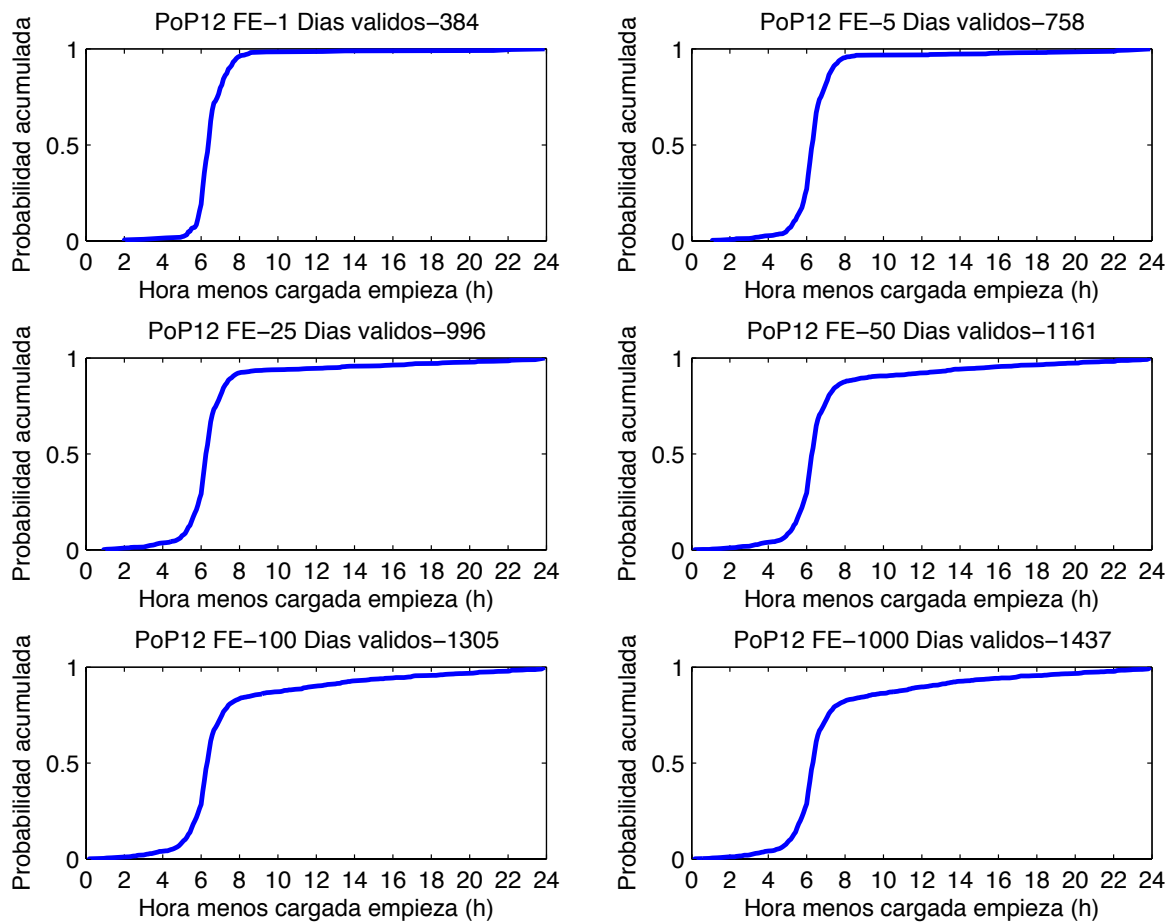 PoP12 FE−1 Dias validos−384
Probabilidad acumulada
1
0.5
0
0 2 4 6 8 10 12 14 16 18 20 22 24
Hora menos cargada empieza (h)
PoP12 FE−5 Dias validos−758
Probabilidad acumulada
1
0.5
0
0 2 4 6 8 10 12 14 16 18 20 22 24
Hora menos cargada empieza (h)
PoP12 FE−25 Dias validos−996
Probabilidad acumulada
1
0.5
0
0 2 4 6 8 10 12 14 16 18 20 22 24
Hora menos cargada empieza (h)
PoP12 FE−50 Dias validos−1161
Probabilidad acumulada
1
0.5
0
0 2 4 6 8 10 12 14 16 18 20 22 24
Hora menos cargada empieza (h)
PoP12 FE−100 Dias validos−1305
Probabilidad acumulada
1
0.5
0
0 2 4 6 8 10 12 14 16 18 20 22 24
Hora menos cargada empieza (h)
PoP12 FE−1000 Dias validos−1437
Probabilidad acumulada
1
0.5
0
0 2 4 6 8 10 12 14 16 18 20 22 24
Hora menos cargada empieza (h)